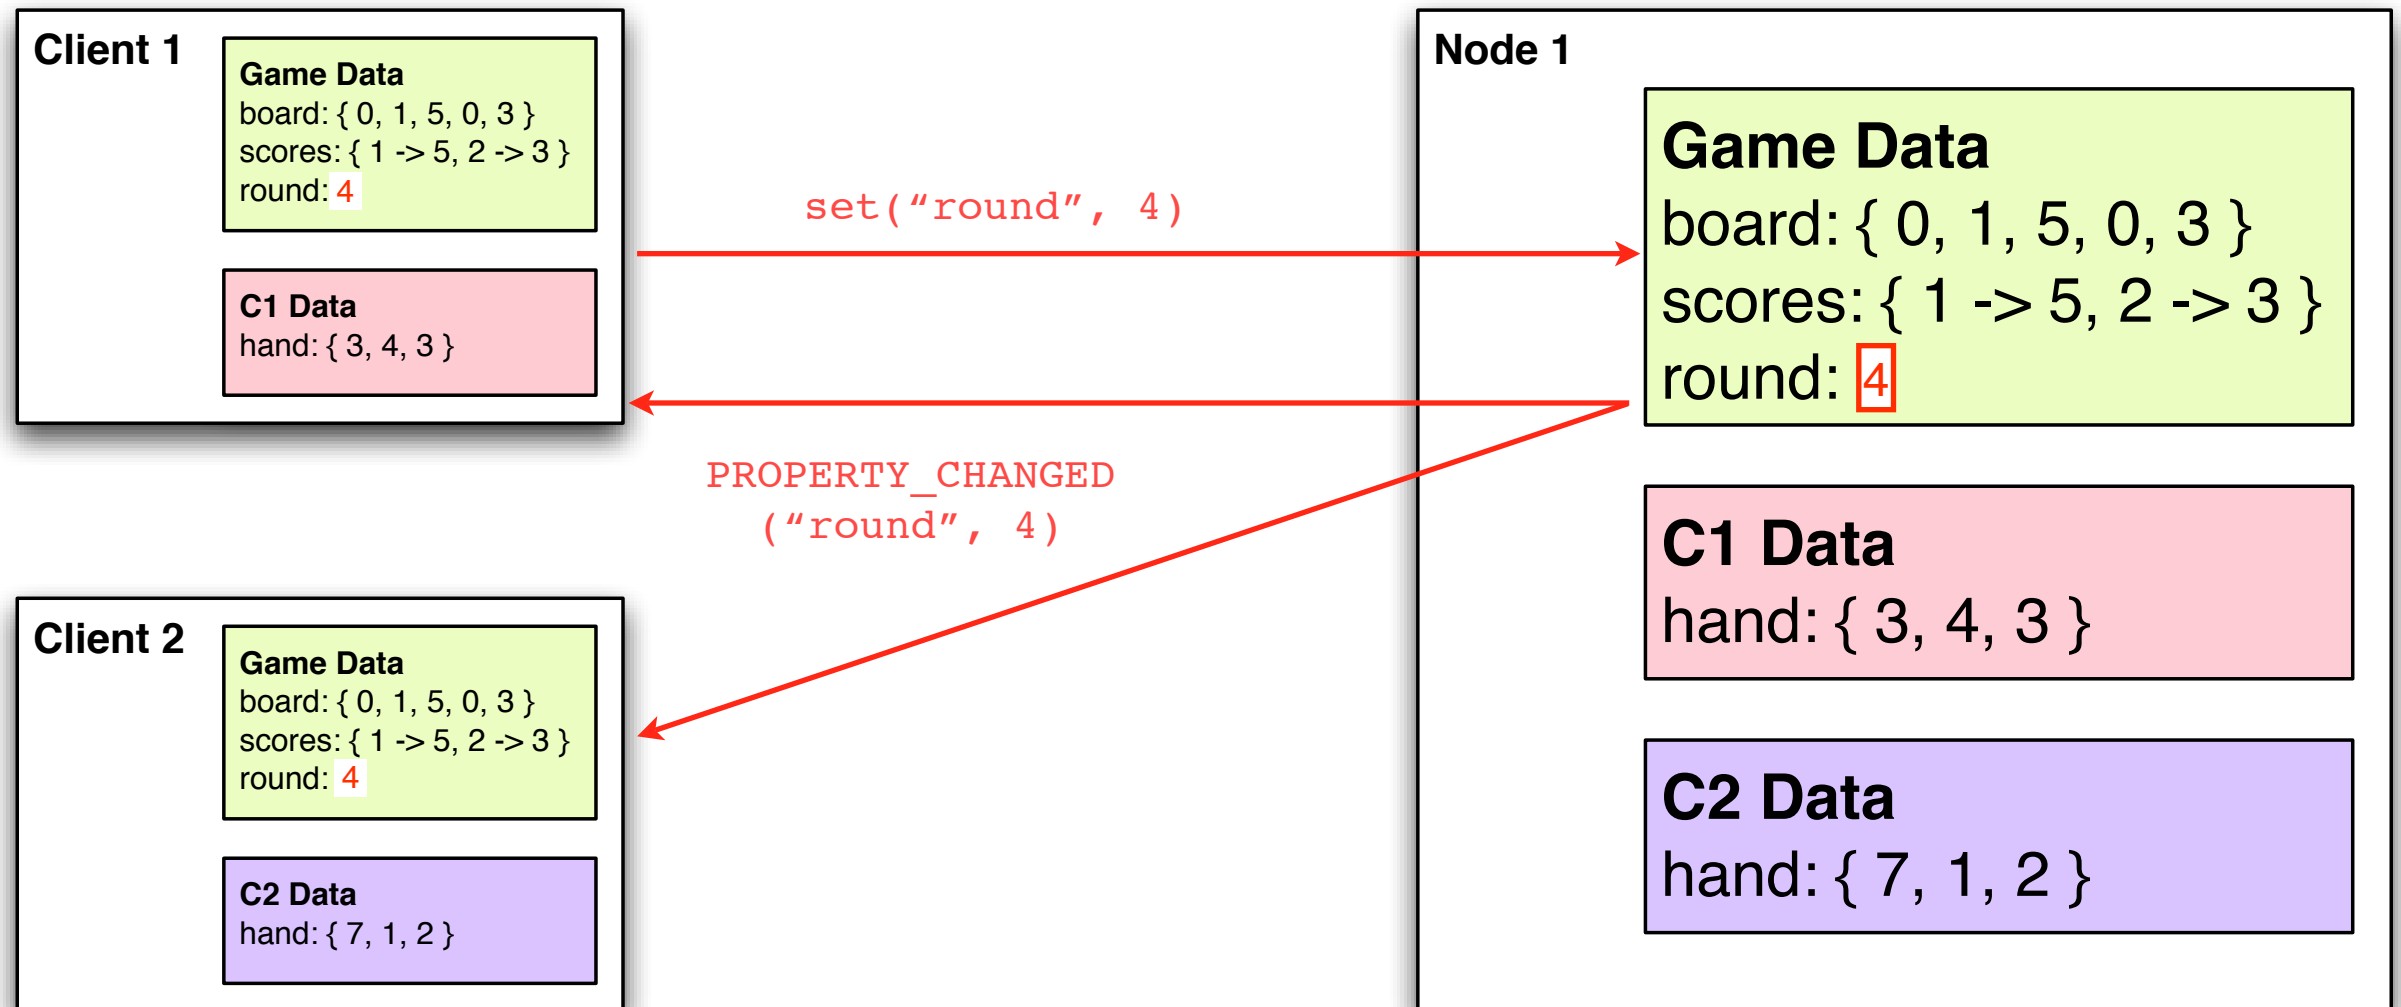 Client 1
Game Data
board: { 0, 1, 5, 0, 3 }
scores: { 1 -> 5, 2 -> 3 }
round: 4
C1 Data
hand: { 3, 4, 3 }
set(“round”, 4)
PROPERTY_CHANGED
(“round”, 4)
Client 2
Game Data
board: { 0, 1, 5, 0, 3 }
scores: { 1 -> 5, 2 -> 3 }
round: 4
C2 Data
hand: { 7, 1, 2 }
Node 1
Game Data
board: { 0, 1, 5, 0, 3 }
scores: { 1 -> 5, 2 -> 3 }
round: 4
C1 Data
hand: { 3, 4, 3 }
C2 Data
hand: { 7, 1, 2 }